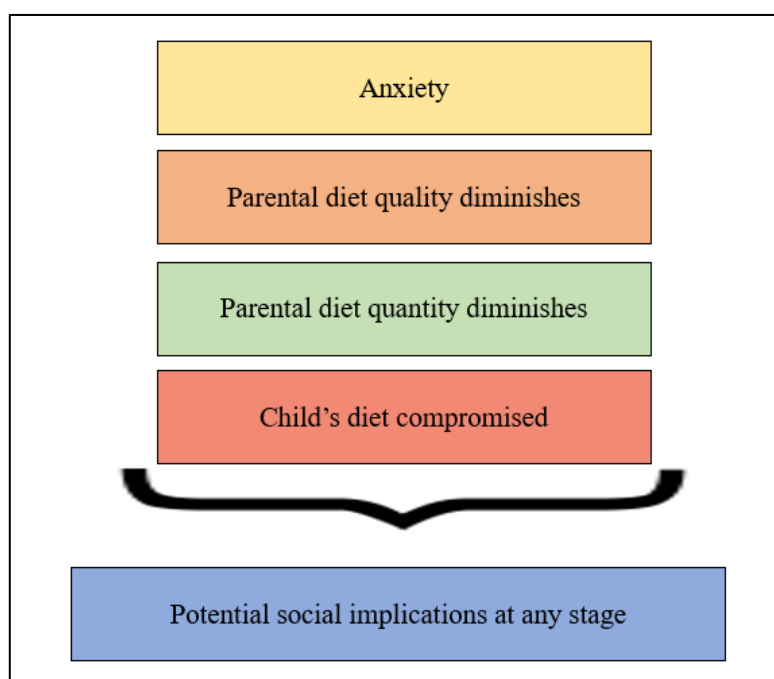 Anxiety
Parental diet quality diminishes
Parental diet quantity diminishes
Child’s diet compromised
Potential social implications at any stage